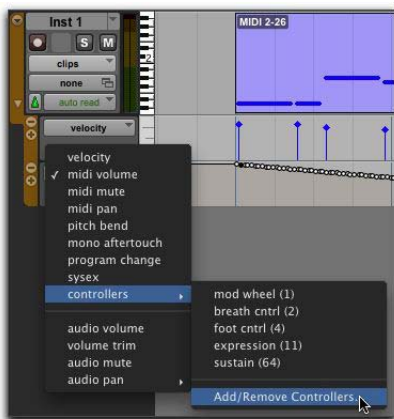 Inst 1
MIDI 2-26
S M
clips
2
none
auto read
velocity
velocity
✓ midi volume
midi mute
midi pan
pitch bend
mono aftertouch
program change
sysex
controllers
mod wheel (1)
breath cntrl (2)
foot cntrl (4)
expression (11)
sustain (64)
Add/Remove Controllers...
audio volume
volume trim
audio mute
audio pan